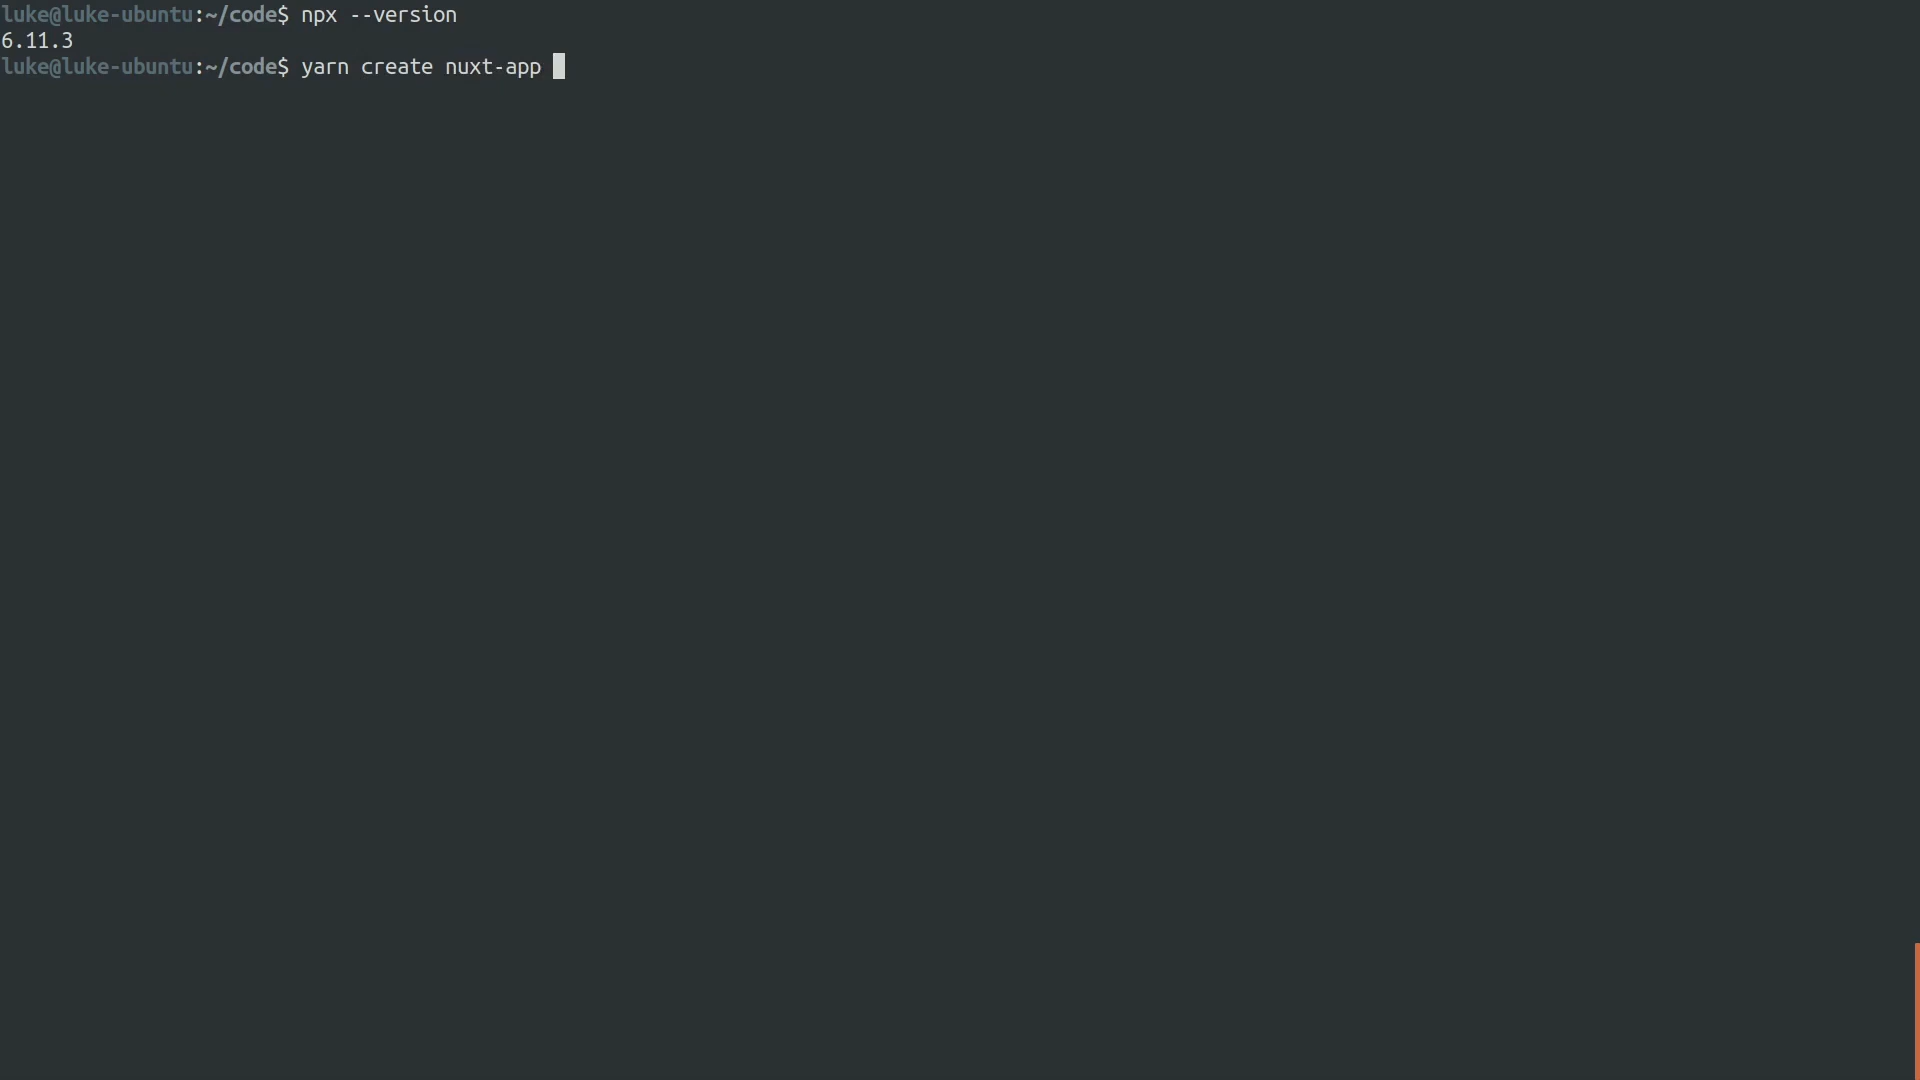 luke@luke-ubuntu:~/code$ npx --version
6.11.3
luke@luke-ubuntu:~/code$ yarn create nuxt-app